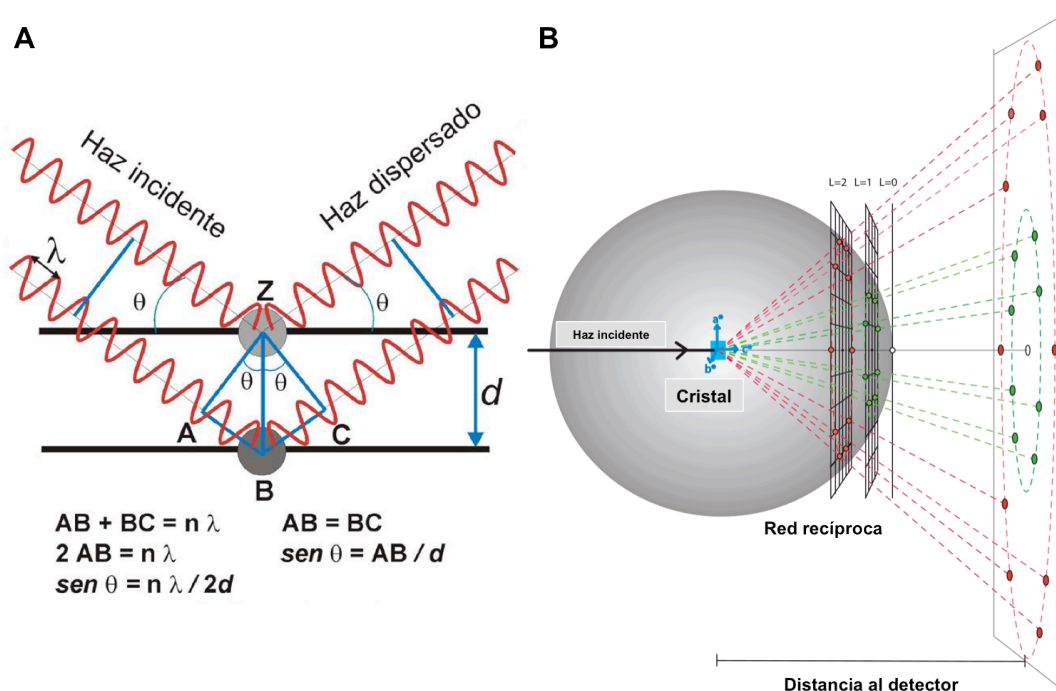 A
Haz incidente
Haz dispersado
λ
θ
Z
θ
θ
θ
d
A
C
B
AB + BC = n λ
AB = BC
2 AB = n λ
sen θ = AB / d
sen θ = n λ / 2d
B
L=2
L=1
L=0
Haz incidente
a*
c*
b*
Cristal
Red recíproca
Distancia al detector